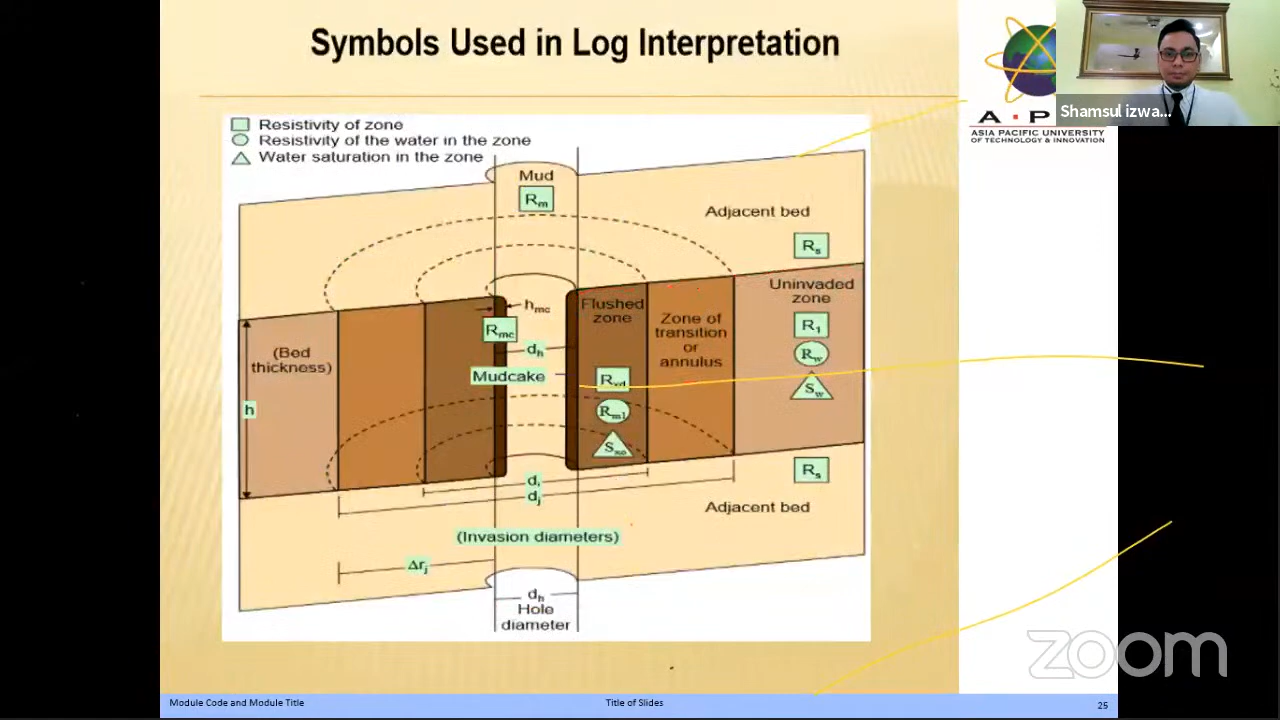 Symbols Used in Log Interpretation
Shamsul izwa...
A · P
ASIA PACIFIC UNIVERSITY
OF TECHNOLOGY & INNOVATION
Resistivity of zone
Resistivity of the water in the zone
Water saturation in the zone
Mud
Rm
Adjacent bed
Rs
Uninvaded
zone
Flushed
zone
hmc
Zone of
transition
or
annulus
Rmc
(Bed
thickness)
dh
Mudcake
Rw
Sw
h
Sxo
di
dj
Rs
Adjacent bed
(Invasion diameters)
Δrj
dh
Hole
diameter
zoom
Module Code and Module Title
Title of Slides
25